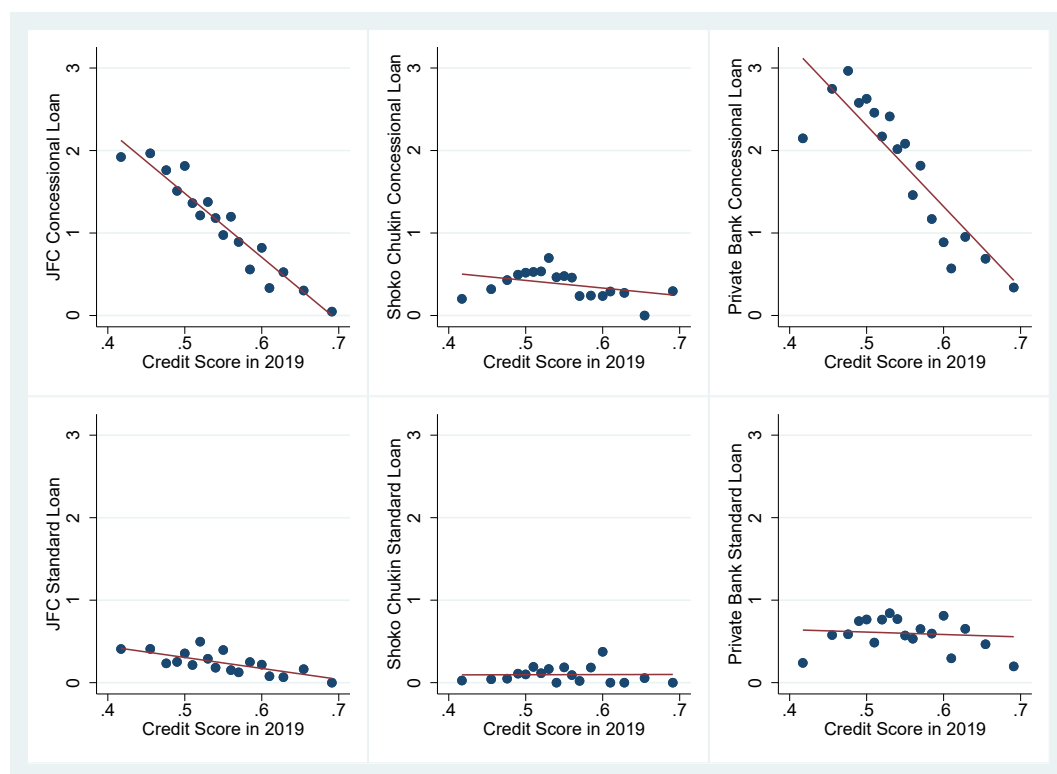 JFC Concessional Loan
3
2
1
0
.4 .5 .6 .7
Credit Score in 2019
Shoko Chukin Concessional Loan
3
2
1
0
.4 .5 .6 .7
Credit Score in 2019
Private Bank Concessional Loan
3
2
1
0
.4 .5 .6 .7
Credit Score in 2019
JFC Standard Loan
3
2
1
0
.4 .5 .6 .7
Credit Score in 2019
Shoko Chukin Standard Loan
3
2
1
0
.4 .5 .6 .7
Credit Score in 2019
Private Bank Standard Loan
3
2
1
0
.4 .5 .6 .7
Credit Score in 2019